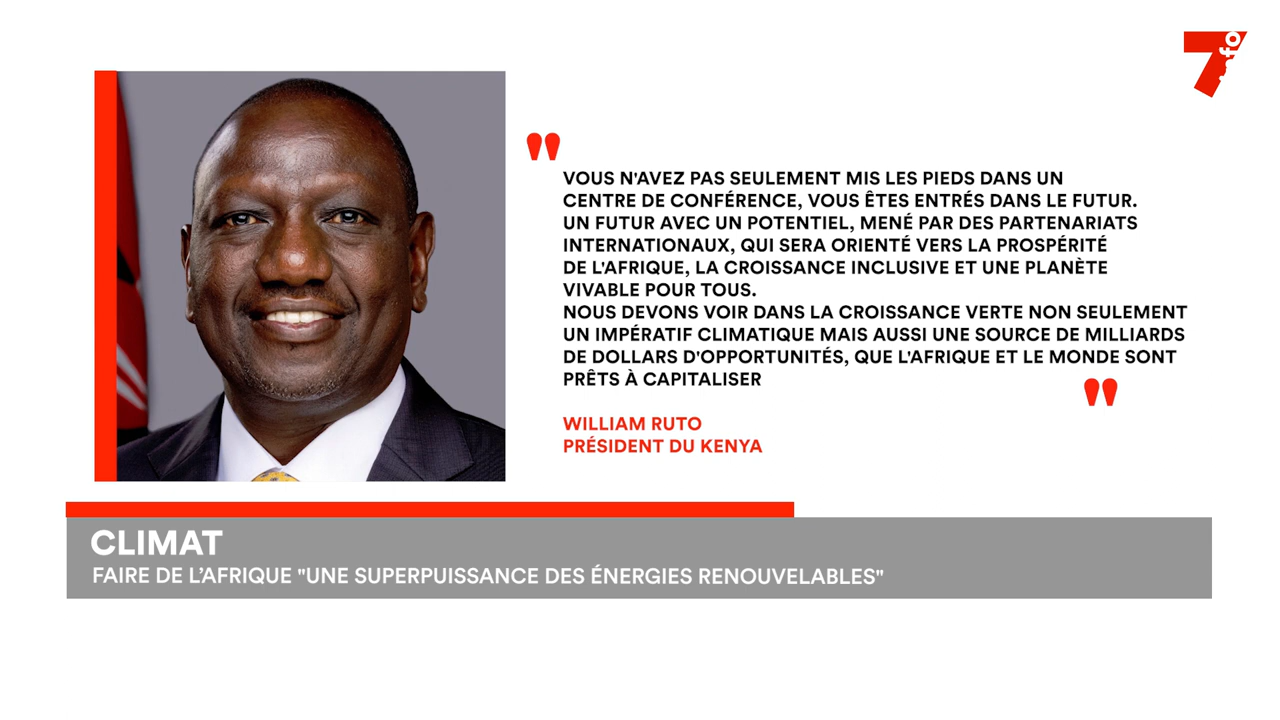 7
fo
VOUS N'AVEZ PAS SEULEMENT MIS LES PIEDS DANS UN
CENTRE DE CONFÉRENCE, VOUS ÊTES ENTRÉS DANS LE FUTUR.
UN FUTUR AVEC UN POTENTIEL, MENÉ PAR DES PARTENARIATS
INTERNATIONAUX, QUI SERA ORIENTÉ VERS LA PROSPÉRITÉ
DE L'AFRIQUE, LA CROISSANCE INCLUSIVE ET UNE PLANÈTE
VIVABLE POUR TOUS.
NOUS DEVONS VOIR DANS LA CROISSANCE VERTE NON SEULEMENT
UN IMPÉRATIF CLIMATIQUE MAIS AUSSI UNE SOURCE DE MILLIARDS
DE DOLLARS D'OPPORTUNITÉS, QUE L'AFRIQUE ET LE MONDE SONT
PRÊTS À CAPITALISER
WILLIAM RUTO
PRÉSIDENT DU KENYA
CLIMAT
FAIRE DE L’AFRIQUE "UNE SUPERPUISSANCE DES ÉNERGIES RENOUVELABLES"